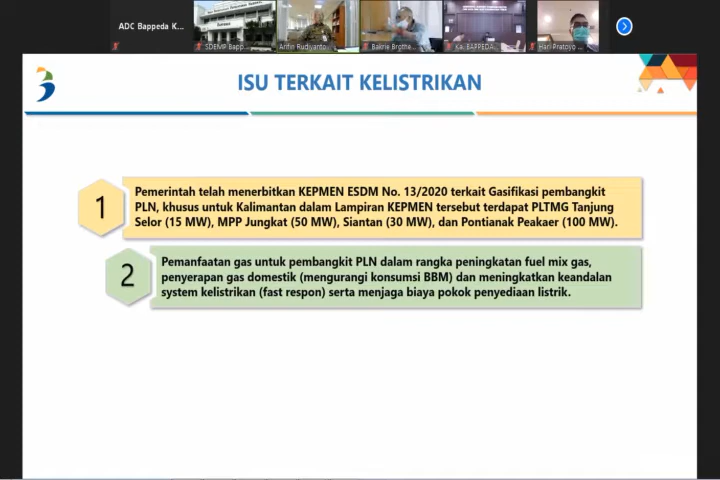 ADC Bappeda K...
SDEMP Bapp...
Arifin Rudiyanto...
Bakrie Brothe...
Ka. BAPPEDA...
Hari Pratoyo...
ISU TERKAIT KELISTRIKAN
1
Pemerintah telah menerbitkan KEPMEN ESDM No. 13/2020 terkait Gasifikasi pembangkit
PLN, khusus untuk Kalimantan dalam Lampiran KEPMEN tersebut terdapat PLTMG Tanjung
Selor (15 MW), MPP Jungkat (50 MW), Siantan (30 MW), dan Pontianak Peakaer (100 MW).
2
Pemanfaatan gas untuk pembangkit PLN dalam rangka peningkatan fuel mix gas,
penyerapan gas domestik (mengurangi konsumsi BBM) dan meningkatkan keandalan
system kelistrikan (fast respon) serta menjaga biaya pokok penyediaan listrik.